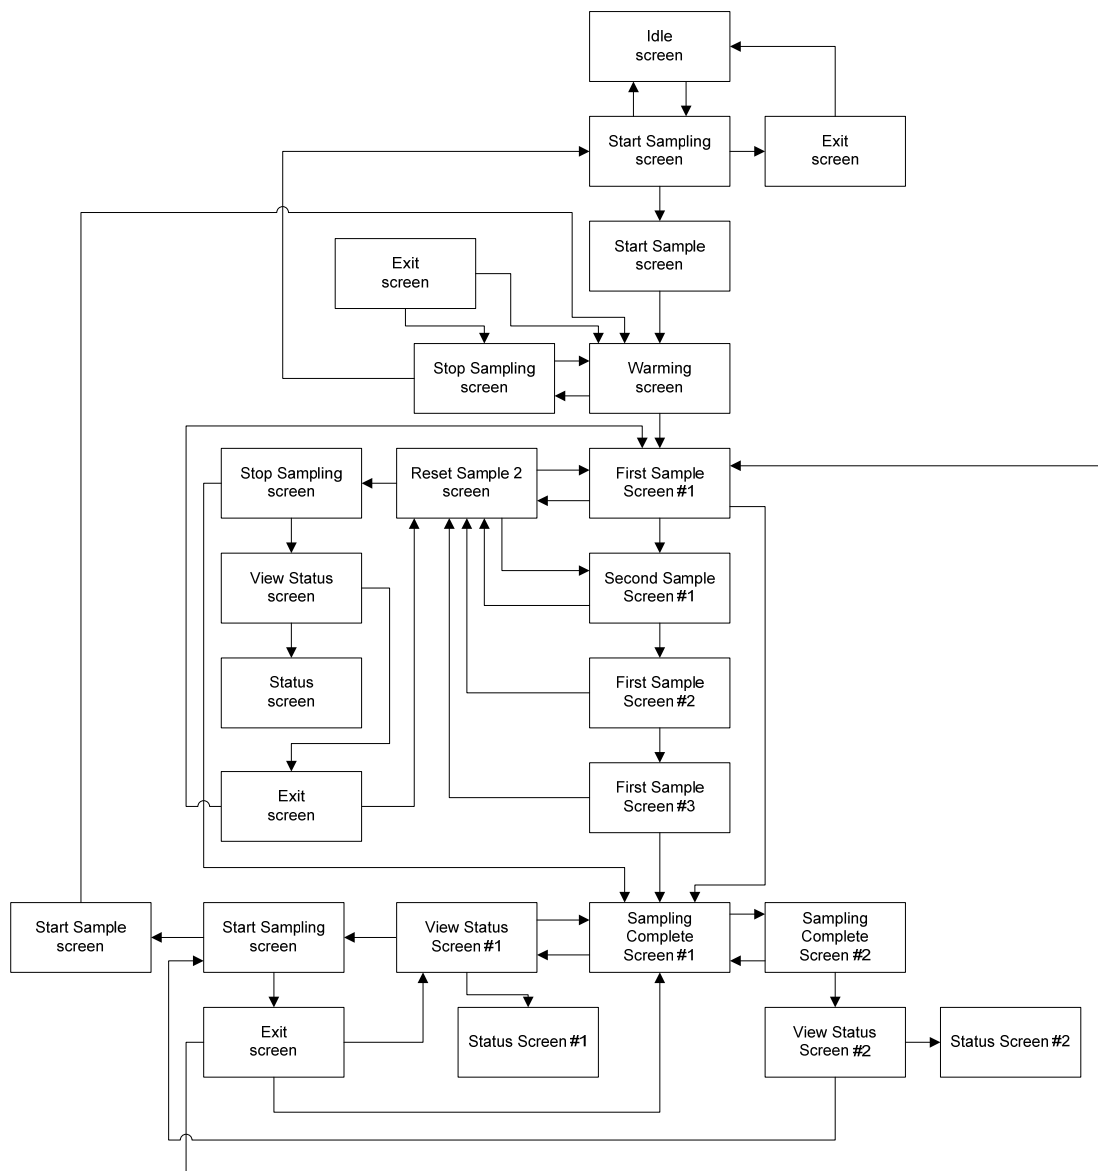 Idle
screen
Start Sampling
screen
Exit
screen
Start Sample
screen
Exit
screen
Stop Sampling
screen
Warming
screen
Stop Sampling
screen
Reset Sample 2
screen
First Sample
Screen #1
View Status
screen
Second Sample
Screen #1
Status
screen
First Sample
Screen #2
Exit
screen
First Sample
Screen #3
Start Sample
screen
Start Sampling
screen
View Status
Screen #1
Sampling
Complete
Screen #1
Sampling
Complete
Screen #2
Exit
screen
Status Screen #1
View Status
Screen #2
Status Screen #2